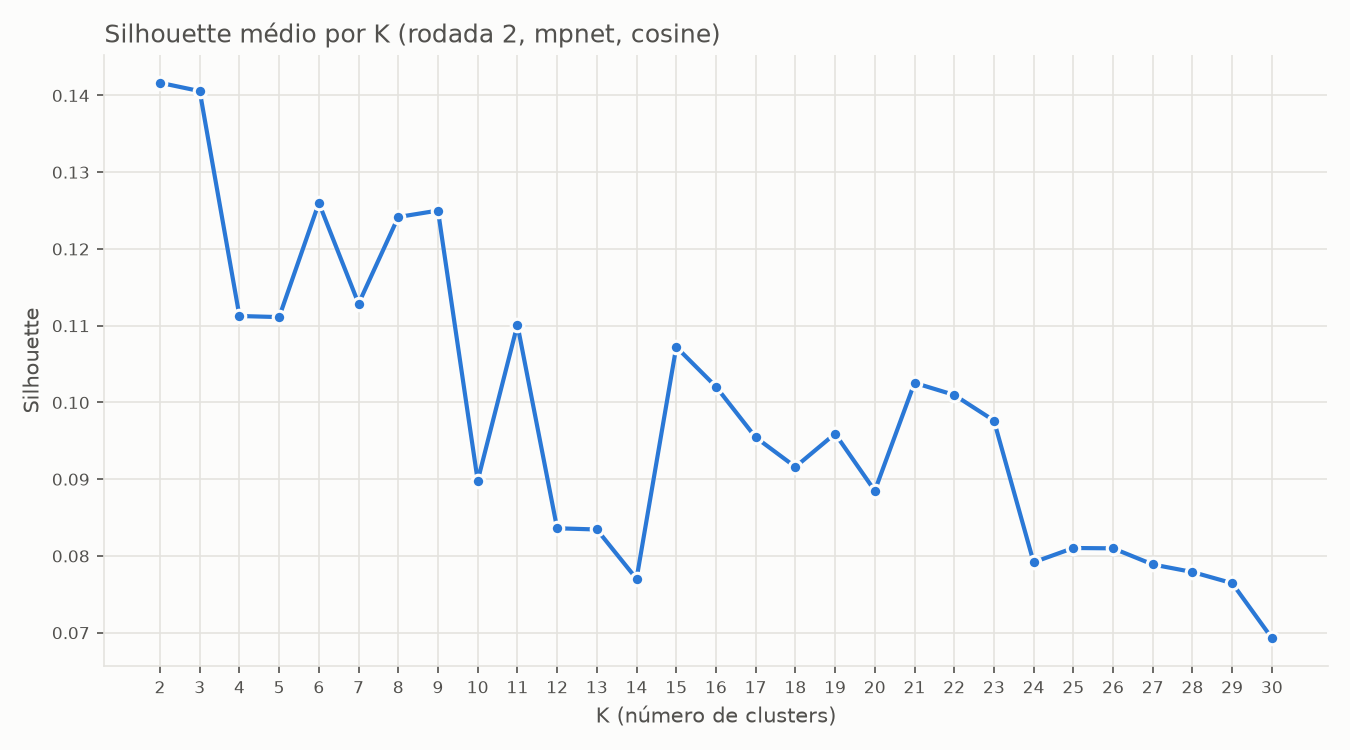 Silhouette médio por K (rodada 2, mpnet, cosine)
Silhouette
0.14
0.13
0.12
0.11
0.10
0.09
0.08
0.07
2 3 4 5 6 7 8 9 10 11 12 13 14 15 16 17 18 19 20 21 22 23 24 25 26 27 28 29 30
K (número de clusters)